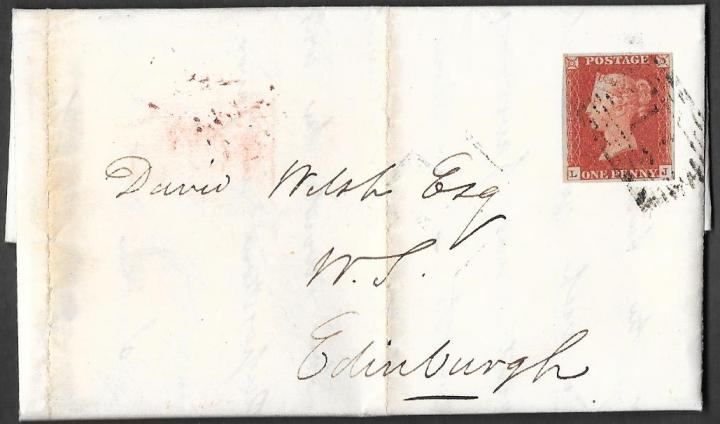 POSTAGE
L ONE PENNY J
David Welsh Esq
W.S.
Edinburgh